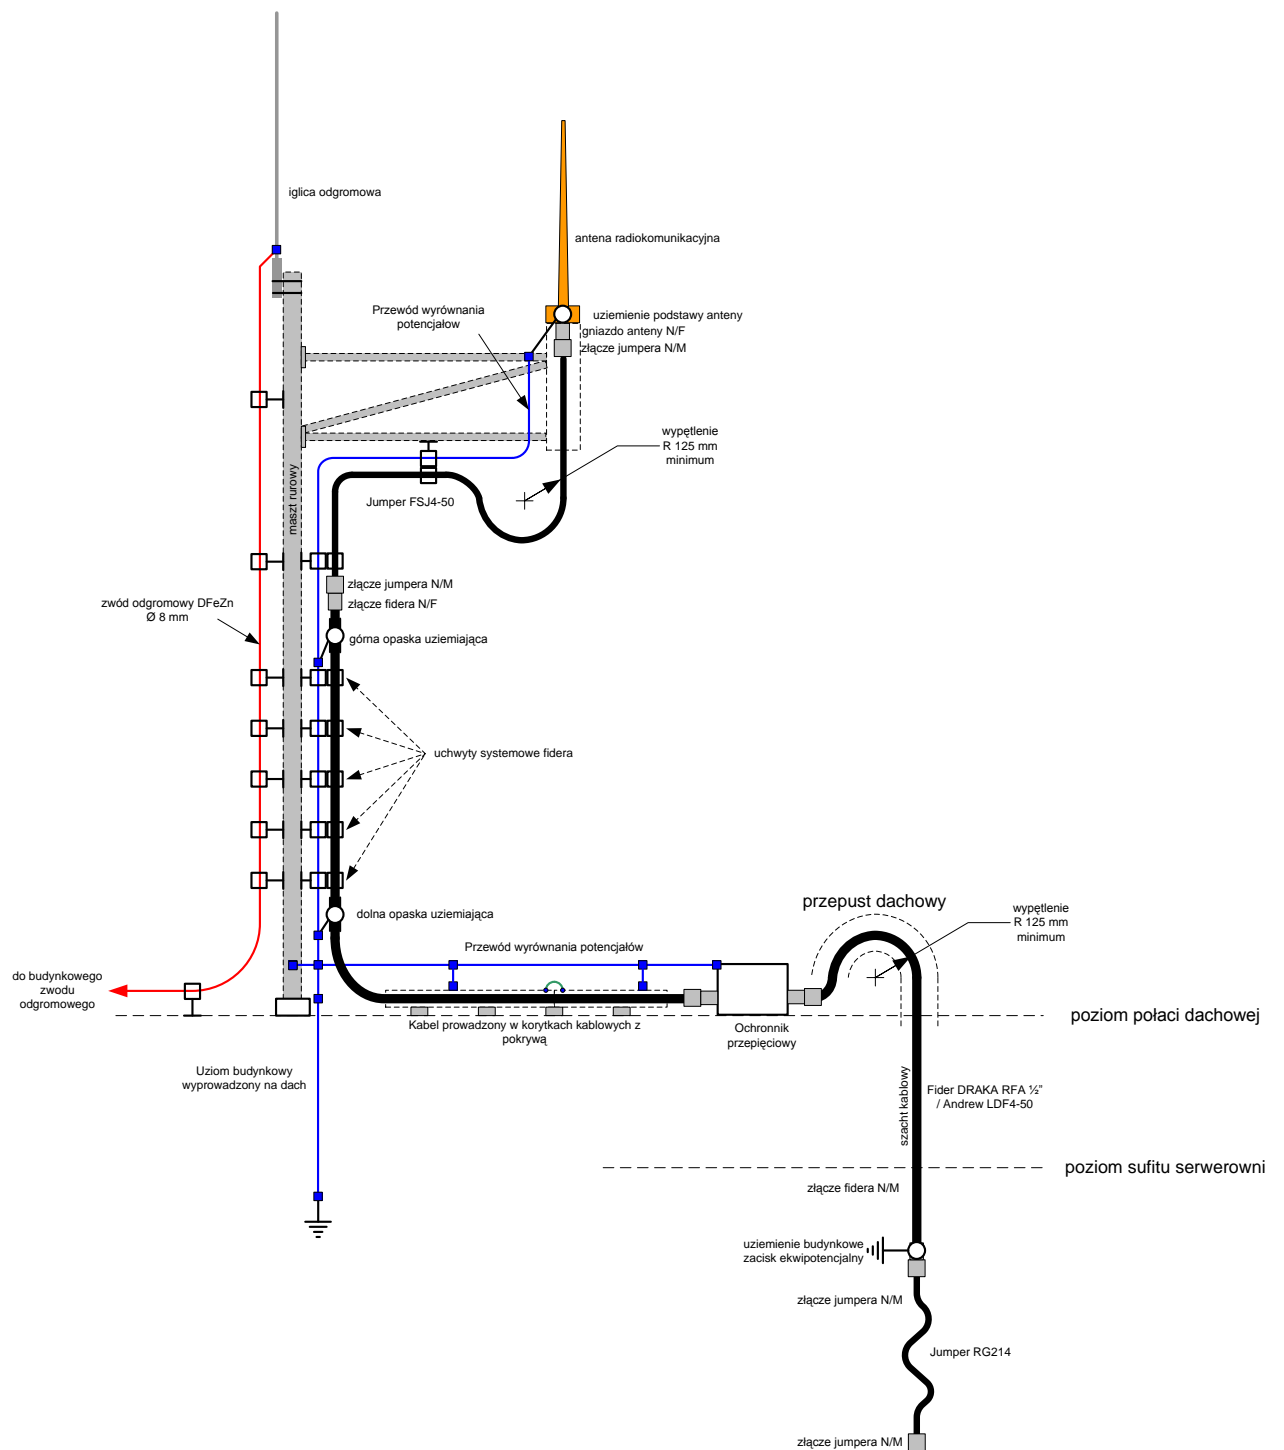 iglica odgromowa
antena radiokomunikacyjna
Przewód wyrównania
potencjałów
uziemienie podstawy anteny
gniazdo anteny N/F
złącze jumpera N/M
wypętlenie
R 125 mm
minimum
maszt rurowy
Jumper FSJ4-50
złącze jumpera N/M
złącze fidera N/F
zwód odgromowy DFeZn
Ø 8 mm
górna opaska uziemiająca
uchwyty systemowe fidera
dolna opaska uziemiająca
przepust dachowy
wypętlenie
R 125 mm
minimum
Przewód wyrównania potencjałów
do budynkowego
zwodu
odgromowego
Kabel prowadzony w korytkach kablowych z
pokrywą
Ochronnik
przepięciowy
poziom połaci dachowej
Uziom budynkowy
wyprowadzony na dach
szacht kablowy
Fider DRAKA RFA ½”
/ Andrew LDF4-50
poziom sufitu serwerowni
złącze fidera N/M
uziemienie budynkowe
zacisk ekwipotencjalny
złącze jumpera N/M
Jumper RG214
złącze jumpera N/M